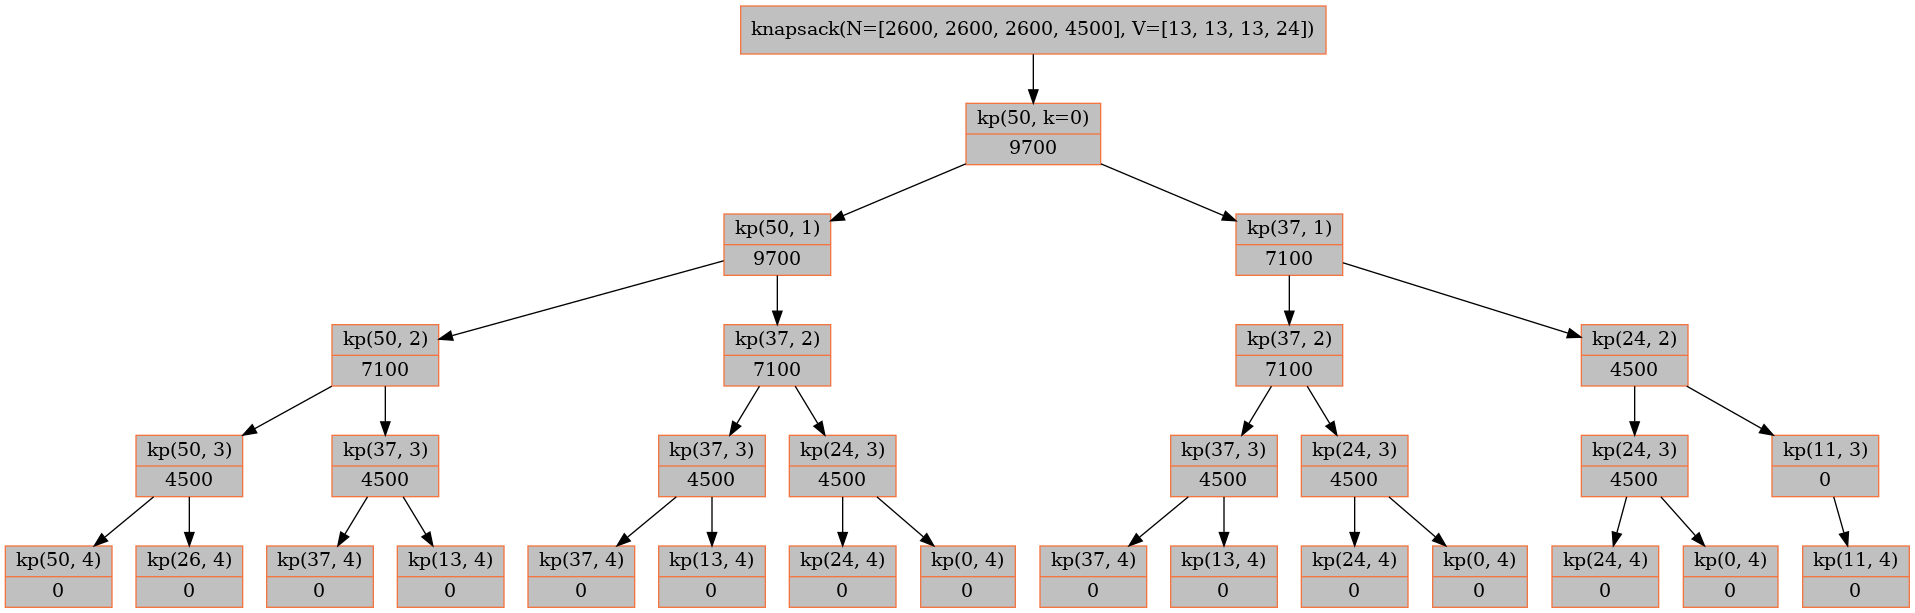 knapsack(N=[2600, 2600, 2600, 4500], V=[13, 13, 13, 24])
kp(50, k=0)
9700
kp(50, 1)
9700
kp(37, 1)
7100
kp(50, 2)
7100
kp(37, 2)
7100
kp(37, 2)
7100
kp(24, 2)
4500
kp(50, 3)
4500
kp(37, 3)
4500
kp(37, 3)
4500
kp(24, 3)
4500
kp(37, 3)
4500
kp(24, 3)
4500
kp(24, 3)
4500
kp(11, 3)
0
kp(50, 4)
0
kp(26, 4)
0
kp(37, 4)
0
kp(13, 4)
0
kp(37, 4)
0
kp(13, 4)
0
kp(24, 4)
0
kp(0, 4)
0
kp(37, 4)
0
kp(13, 4)
0
kp(24, 4)
0
kp(0, 4)
0
kp(24, 4)
0
kp(0, 4)
0
kp(11, 4)
0